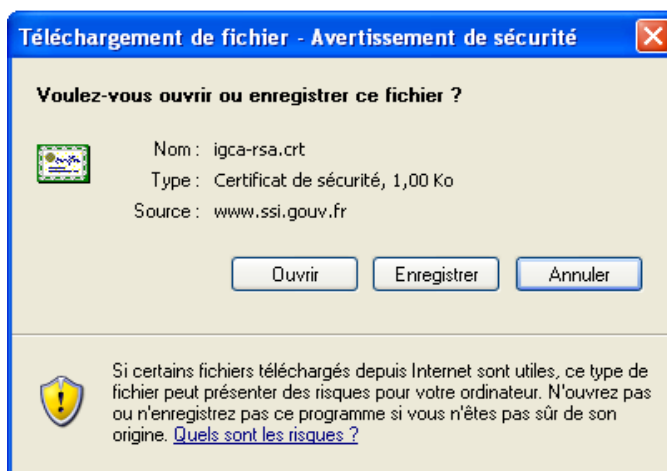 Téléchargement de fichier - Avertissement de sécurité
Voulez-vous ouvrir ou enregistrer ce fichier ?
Nom : igca-rsa.crt
Type : Certificat de sécurité, 1,00 Ko
Source : www.ssi.gouv.fr
Ouvrir Enregistrer Annuler
Si certains fichiers téléchargés depuis Internet sont utiles, ce type de
fichier peut présenter des risques pour votre ordinateur. N'ouvrez pas
ou n'enregistrez pas ce programme si vous n'êtes pas sûr de son
origine. Quels sont les risques ?